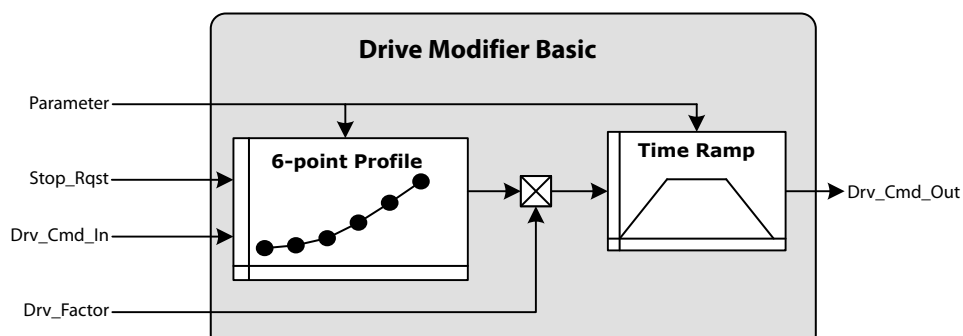 Drive Modifier Basic
Parameter
6-point Profile
Time Ramp
Stop_Rqst
Drv_Cmd_Out
Drv_Cmd_In
Drv_Factor